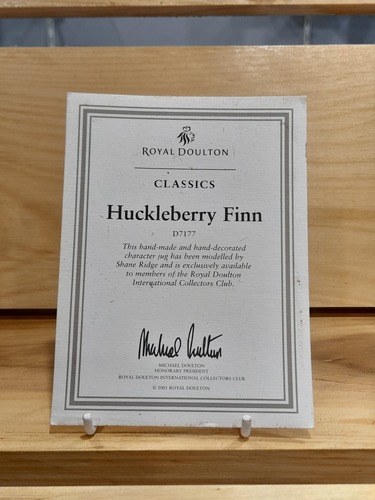 ROYAL DOULTON
CLASSICS
Huckleberry Finn
D7177
This hand-made and hand-decorated
character jug has been modelled by
Shane Ridge and is exclusively available
to members of the Royal Doulton
International Collectors Club.
Michael Doulton
MICHAEL DOULTON
HONORARY PRESIDENT
ROYAL DOULTON INTERNATIONAL COLLECTORS CLUB
© 2001 ROYAL DOULTON